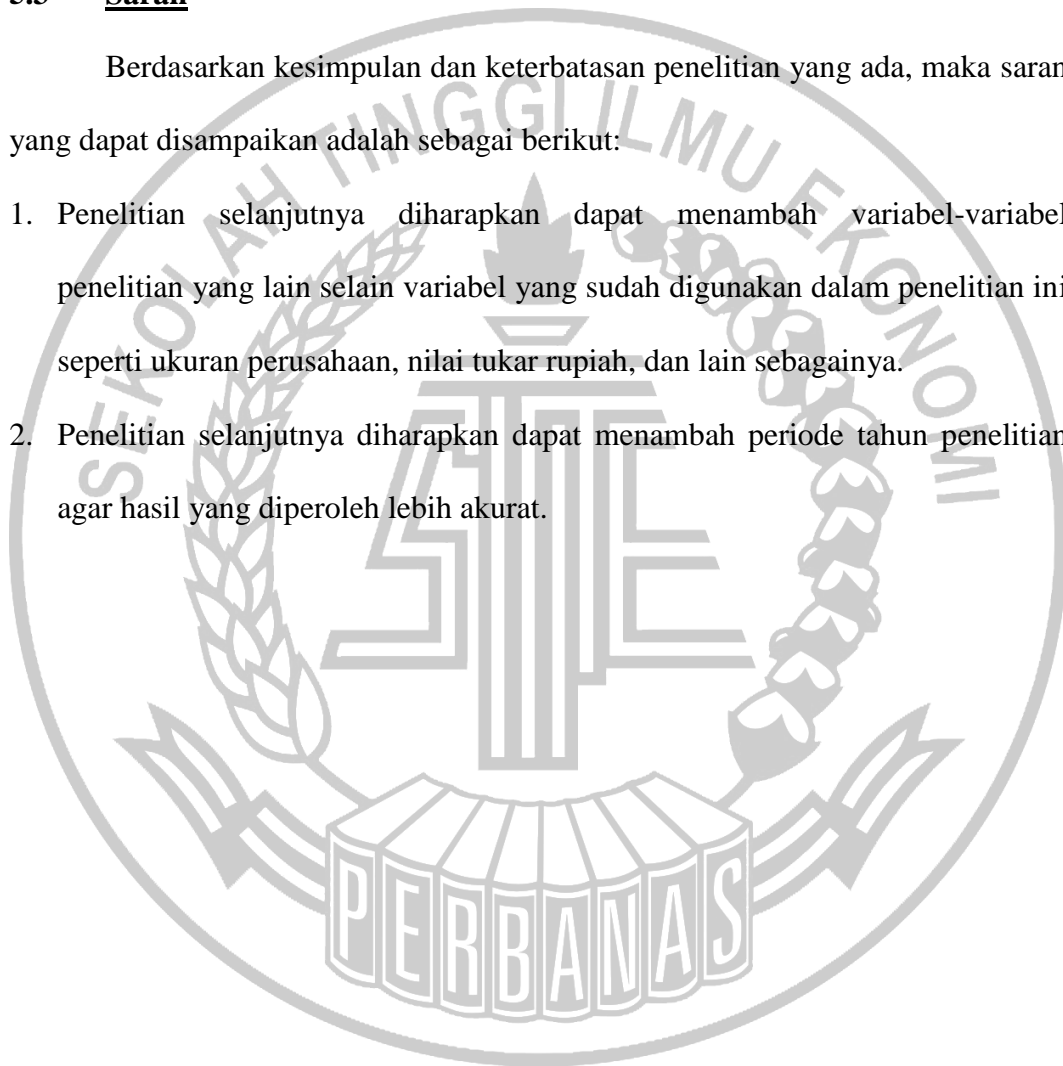 5.3 Saran
Berdasarkan kesimpulan dan keterbatasan penelitian yang ada, maka saran
yang dapat disampaikan adalah sebagai berikut:
1. Penelitian selanjutnya diharapkan dapat menambah variabel-variabel
penelitian yang lain selain variabel yang sudah digunakan dalam penelitian ini
seperti ukuran perusahaan, nilai tukar rupiah, dan lain sebagainya.
2. Penelitian selanjutnya diharapkan dapat menambah periode tahun penelitian
agar hasil yang diperoleh lebih akurat.
SEKOLAH TINGGI ILMU EKONOMI
PERBANAS